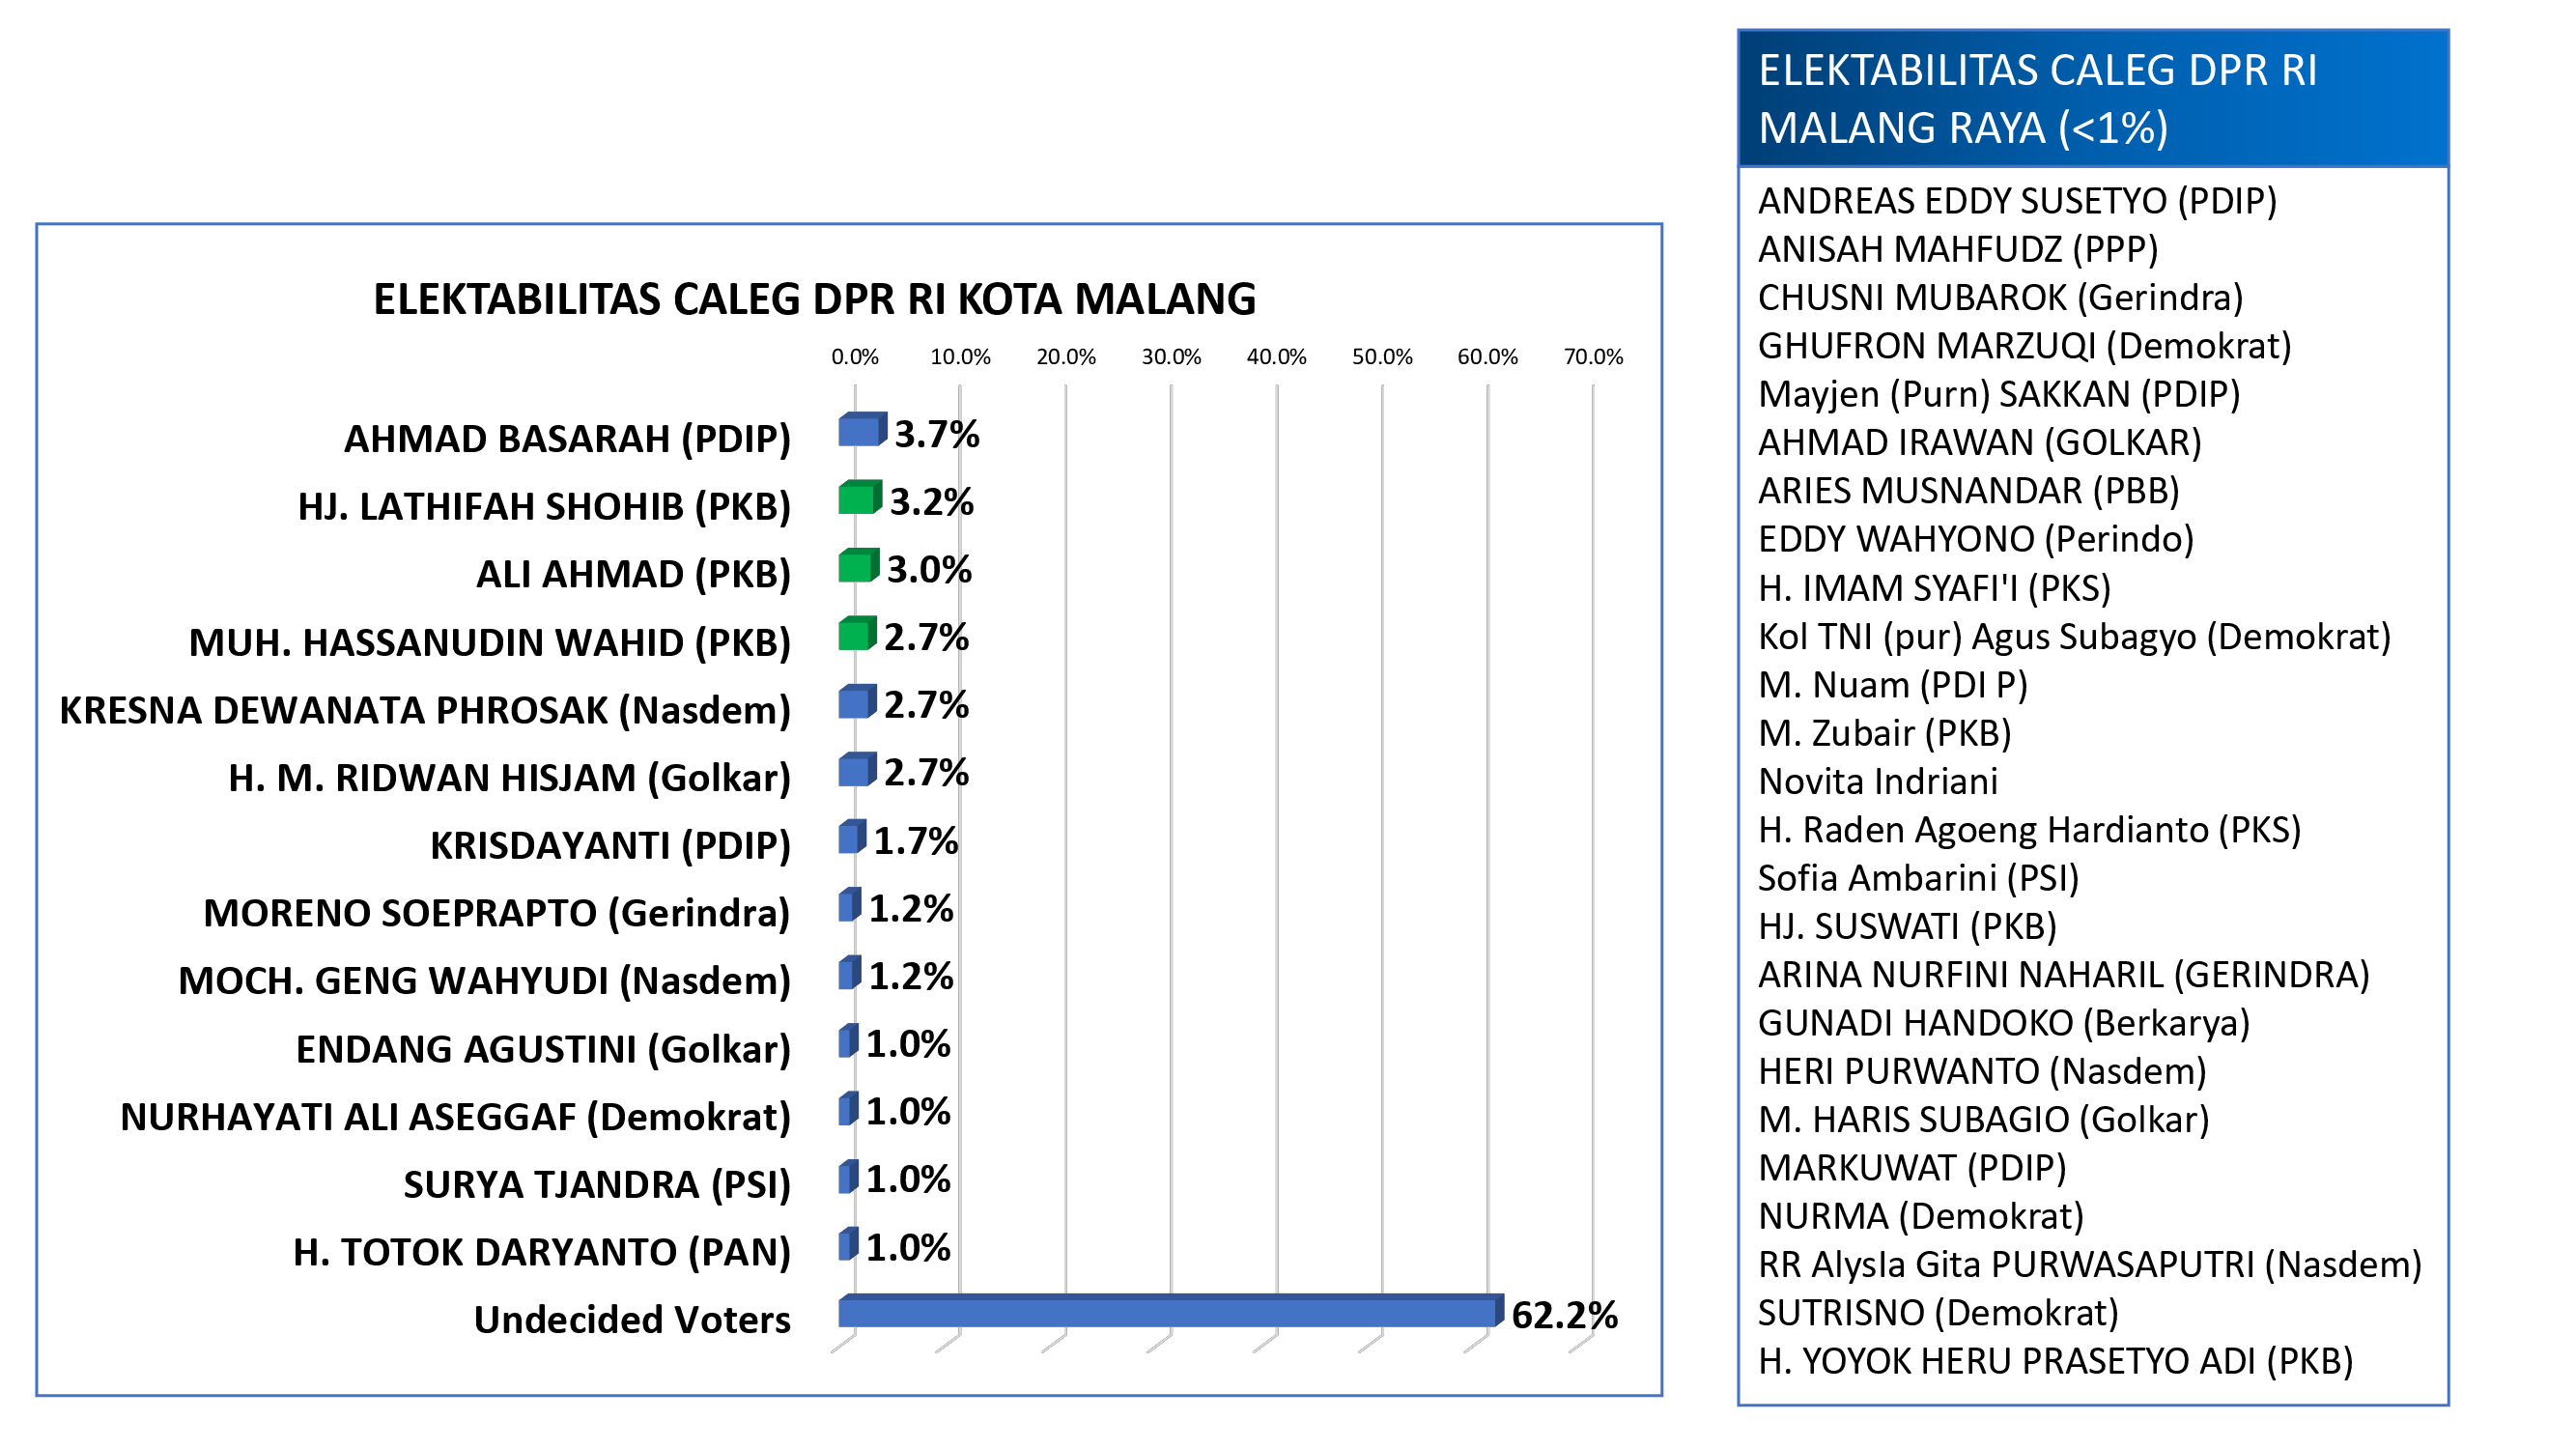 ELEKTABILITAS CALEG DPR RI KOTA MALANG
0.0% 10.0% 20.0% 30.0% 40.0% 50.0% 60.0% 70.0%
AHMAD BASARAH (PDIP) 3.7%
HJ. LATHIFAH SHOHIB (PKB) 3.2%
ALI AHMAD (PKB) 3.0%
MUH. HASSANUDIN WAHID (PKB) 2.7%
KRESNA DEWANATA PHROSAK (Nasdem) 2.7%
H. M. RIDWAN HISJAM (Golkar) 2.7%
KRISDAYANTI (PDIP) 1.7%
MORENO SOEPRAPTO (Gerindra) 1.2%
MOCH. GENG WAHYUDI (Nasdem) 1.2%
ENDANG AGUSTINI (Golkar) 1.0%
NURHAYATI ALI ASEGGAF (Demokrat) 1.0%
SURYA TJANDRA (PSI) 1.0%
H. TOTOK DARYANTO (PAN) 1.0%
Undecided Voters 62.2%
ELEKTABILITAS CALEG DPR RI
MALANG RAYA (<1%)
ANDREAS EDDY SUSETYO (PDIP)
ANISAH MAHFUDZ (PPP)
CHUSNI MUBAROK (Gerindra)
GHUFRON MARZUQI (Demokrat)
Mayjen (Purn) SAKKAN (PDIP)
AHMAD IRAWAN (GOLKAR)
ARIES MUSNANDAR (PBB)
EDDY WAHYONO (Perindo)
H. IMAM SYAFI'I (PKS)
Kol TNI (pur) Agus Subagyo (Demokrat)
M. Nuam (PDI P)
M. Zubair (PKB)
Novita Indriani
H. Raden Agoeng Hardianto (PKS)
Sofia Ambarini (PSI)
HJ. SUSWATI (PKB)
ARINA NURFINI NAHARIL (GERINDRA)
GUNADI HANDOKO (Berkarya)
HERI PURWANTO (Nasdem)
M. HARIS SUBAGIO (Golkar)
MARKUWAT (PDIP)
NURMA (Demokrat)
RR AlysIa Gita PURWASAPUTRI (Nasdem)
SUTRISNO (Demokrat)
H. YOYOK HERU PRASETYO ADI (PKB)